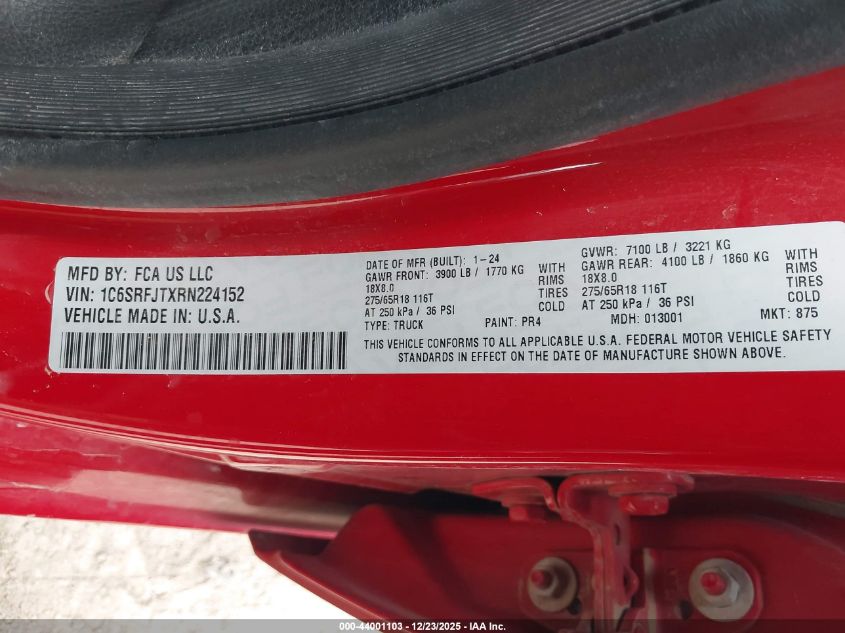 MFD BY: FCA US LLC
VIN: 1C6SRFJTXRN224152
VEHICLE MADE IN: U.S.A.
DATE OF MFR (BUILT): 1-24
GAWR FRONT: 3900 LB / 1770 KG WITH
18X8.0 RIMS
275/65R18 116T TIRES
AT 250 kPa / 36 PSI COLD
TYPE: TRUCK PAINT: PR4
GVWR: 7100 LB / 3221 KG
GAWR REAR: 4100 LB / 1860 KG WITH
18X8.0 RIMS
275/65R18 116T TIRES
AT 250 kPa / 36 PSI COLD
MDH: 013001 MKT: 875
THIS VEHICLE CONFORMS TO ALL APPLICABLE U.S.A. FEDERAL MOTOR VEHICLE SAFETY
STANDARDS IN EFFECT ON THE DATE OF MANUFACTURE SHOWN ABOVE.
000-44001103 - 12/23/2025 - IAA Inc.